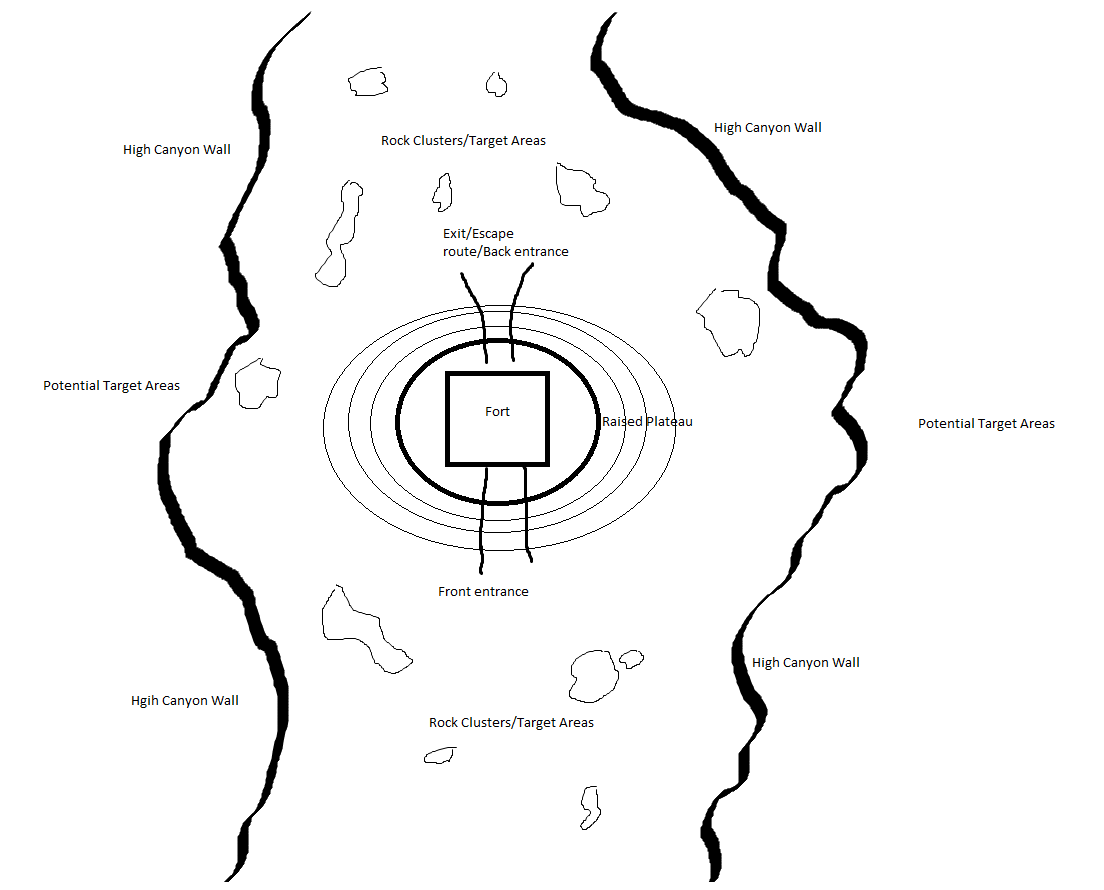 High Canyon Wall
Rock Clusters/Target Areas
High Canyon Wall
Exit/Escape
route/Back entrance
Potential Target Areas
Fort
Raised Plateau
Potential Target Areas
Front entrance
High Canyon Wall
Hgih Canyon Wall
Rock Clusters/Target Areas